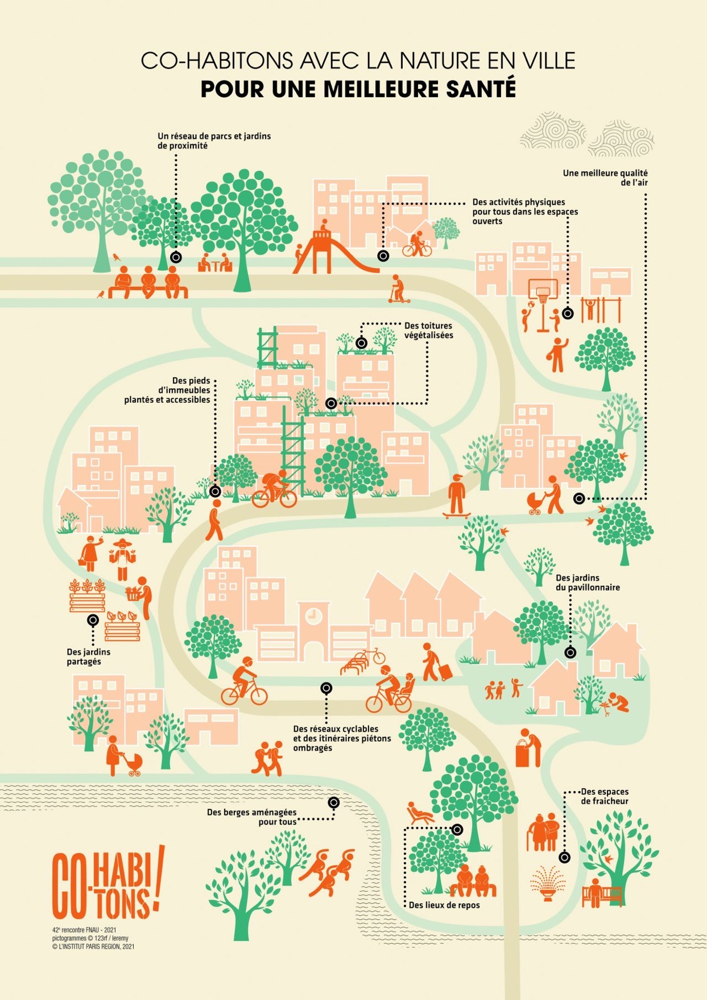 CO-HABITONS AVEC LA NATURE EN VILLE
POUR UNE MEILLEURE SANTÉ
Un réseau de parcs et jardins
de proximité
Une meilleure qualité
de l'air
Des activités physiques
pour tous dans les espaces
ouverts
Des toitures
végétalisées
Des pieds
d'immeubles
plantés et accessibles
Des jardins
du pavillonnaire
Des jardins
partagés
Des réseaux cyclables
et des itinéraires piétons
ombragés
Des espaces
de fraicheur
Des berges aménagées
pour tous
Des lieux de repos
CO-HABI
TONS!
42e rencontre FNAU - 2021
pictogrammes © 123rf / leremy
© L'INSTITUT PARIS REGION, 2021